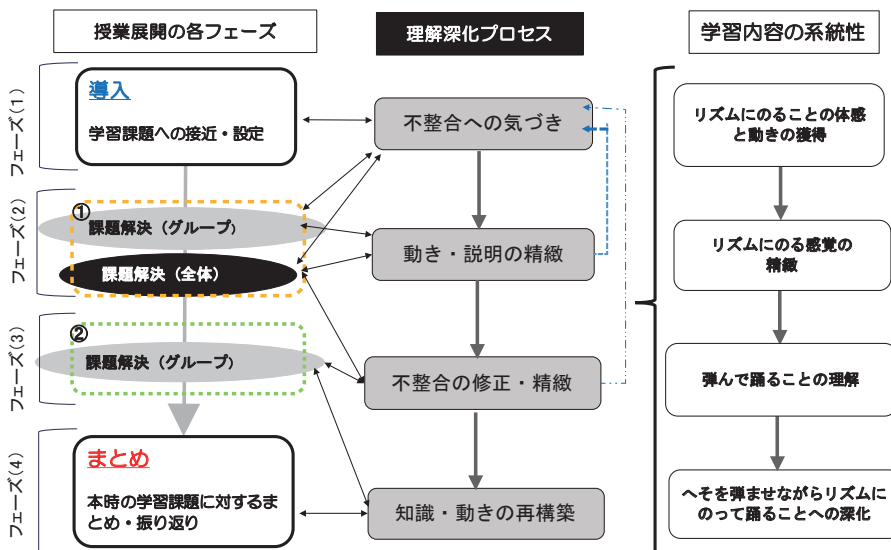 授業展開の各フェーズ
理解深化プロセス
学習内容の系統性
フェーズ(1)
導入
学習課題への接近・設定
不整合への気づき
リズムにのることの体感
と動きの獲得
フェーズ(2)
①
課題解決（グループ）
課題解決（全体）
動き・説明の精緻
リズムにのる感覚の
精緻
フェーズ(3)
②
課題解決（グループ）
不整合の修正・精緻
弾んで踊ることの理解
フェーズ(4)
まとめ
本時の学習課題に対するま
とめ・振り返り
知識・動きの再構築
へそを弾ませながらリズムに
のって踊ることへの深化